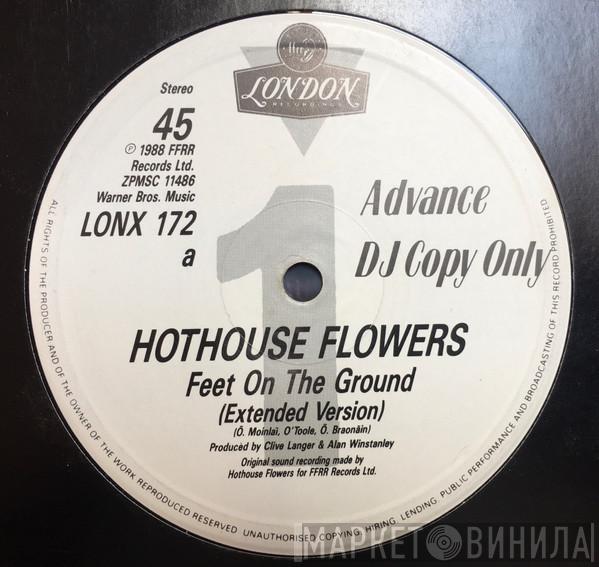 ffrr
LONDON
RECORDINGS
Stereo
45
Ⓟ 1988 FFRR
Records Ltd.
ZPMSC 11486
Warner Bros. Music
LONX 172
a
1
Advance
DJ Copy Only
HOTHOUSE FLOWERS
Feet On The Ground
(Extended Version)
(Ó. Moinlaí, O'Toole, Ó. Braonáin)
Produced by Clive Langer & Alan Winstanley
Original sound recording made by
Hothouse Flowers for FFRR Records Ltd.
ALL RIGHTS OF THE PRODUCER AND OF THE OWNER OF THE WORK REPRODUCED RESERVED. UNAUTHORISED COPYING, HIRING, LENDING, PUBLIC PERFORMANCE AND BROADCASTING OF THIS RECORD PROHIBITED
МАРКЕТ ВИНИЛА